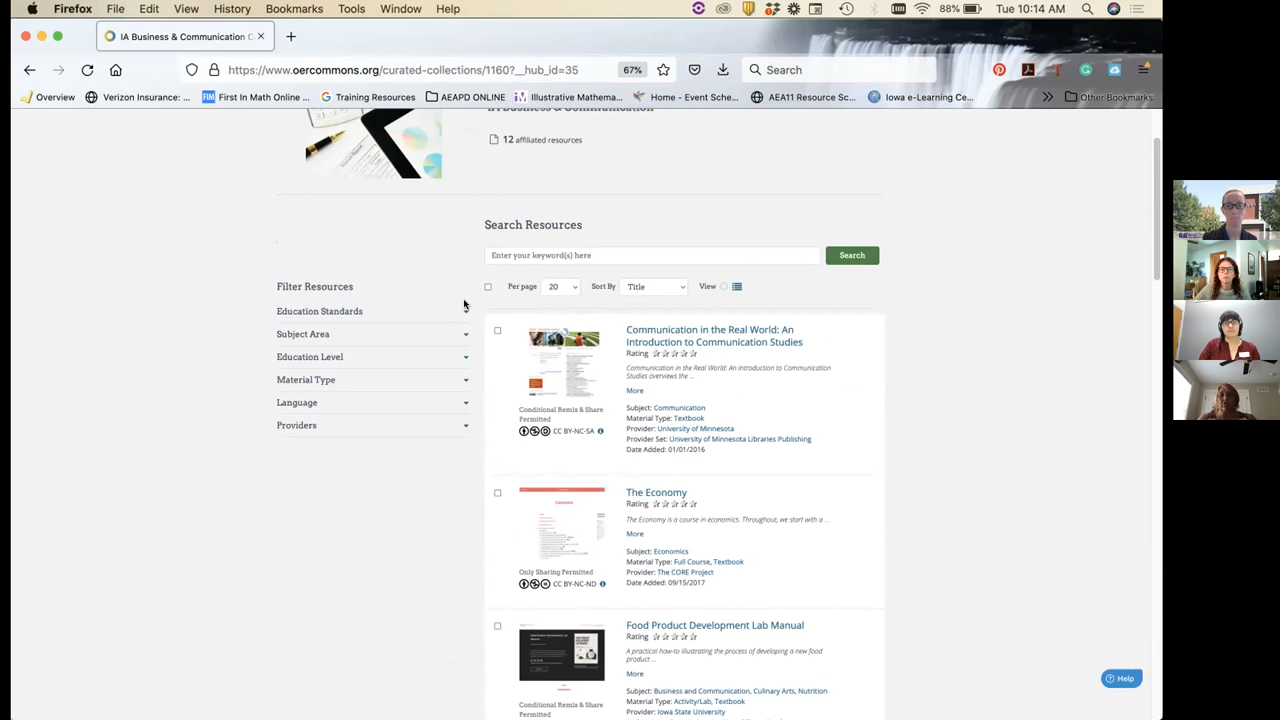 Firefox File Edit View History Bookmarks Tools Window Help 88% Tue 10:14 AM
IA Business & Communication C
https://www.oercommons.org/curated-collections/1160?__hub_id=35 67% Search
Overview Verizon Insurance: ... First In Math Online ... Training Resources AEAPD ONLINE Illustrative Mathema... Home - Event Sche... AEA11 Resource Sc... Iowa e-Learning Ce... Other Bookmarks
IA Business & Communication
12 affiliated resources
Search Resources
Enter your keyword(s) here Search
Per page 20 Sort By Title View
Filter Resources
Education Standards
Subject Area
Education Level
Material Type
Language
Providers
Communication in the Real World: An
Introduction to Communication Studies
Rating
Communication in the Real World: An Introduction to Communication
Studies overviews the ...
More
Subject: Communication
Material Type: Textbook
Provider: University of Minnesota
Provider Set: University of Minnesota Libraries Publishing
Date Added: 01/01/2016
Conditional Remix & Share
Permitted
CC BY-NC-SA
The Economy
Rating
The Economy is a course in economics. Throughout, we start with a ...
More
Subject: Economics
Material Type: Full Course, Textbook
Provider: The CORE Project
Date Added: 09/15/2017
Only Sharing Permitted
CC BY-NC-ND
Food Product Development Lab Manual
Rating
A practical how-to illustrating the process of developing a new food
product ...
More
Subject: Business and Communication, Culinary Arts, Nutrition
Material Type: Activity/Lab, Textbook
Provider: Iowa State University
Conditional Remix & Share
Permitted
Help